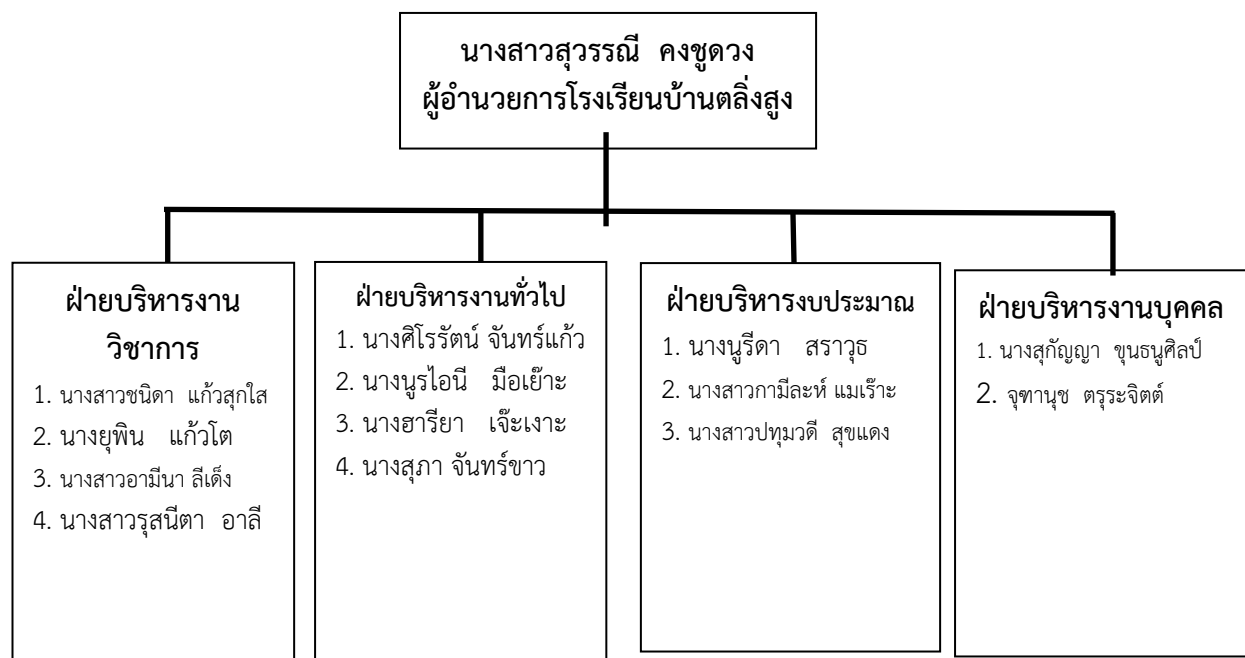 นางสาวสุวรรณี คงชูดวง
ผู้อำนวยการโรงเรียนบ้านตลิ่งสูง
ฝ่ายบริหารงาน
วิชาการ
1. นางสาวชนิดา แก้วสุกใส
2. นางยุพิน แก้วโต
3. นางสาวอามีนา ลีเด็ง
4. นางสาวรุสนีตา อาลี
ฝ่ายบริหารงานทั่วไป
1. นางศิโรรัตน์ จันทร์แก้ว
2. นางนูรไอนี มือเย๊าะ
3. นางฮารียา เจ๊ะเงาะ
4. นางสุภา จันทร์ขาว
ฝ่ายบริหารงบประมาณ
1. นางนูรีดา สราวุธ
2. นางสาวกามีละห์ แมเร๊าะ
3. นางสาวปทุมวดี สุขแดง
ฝ่ายบริหารงานบุคคล
1. นางสุกัญญา ขุนธนูศิลป์
2. จุฑานุช ตรุระจิตต์